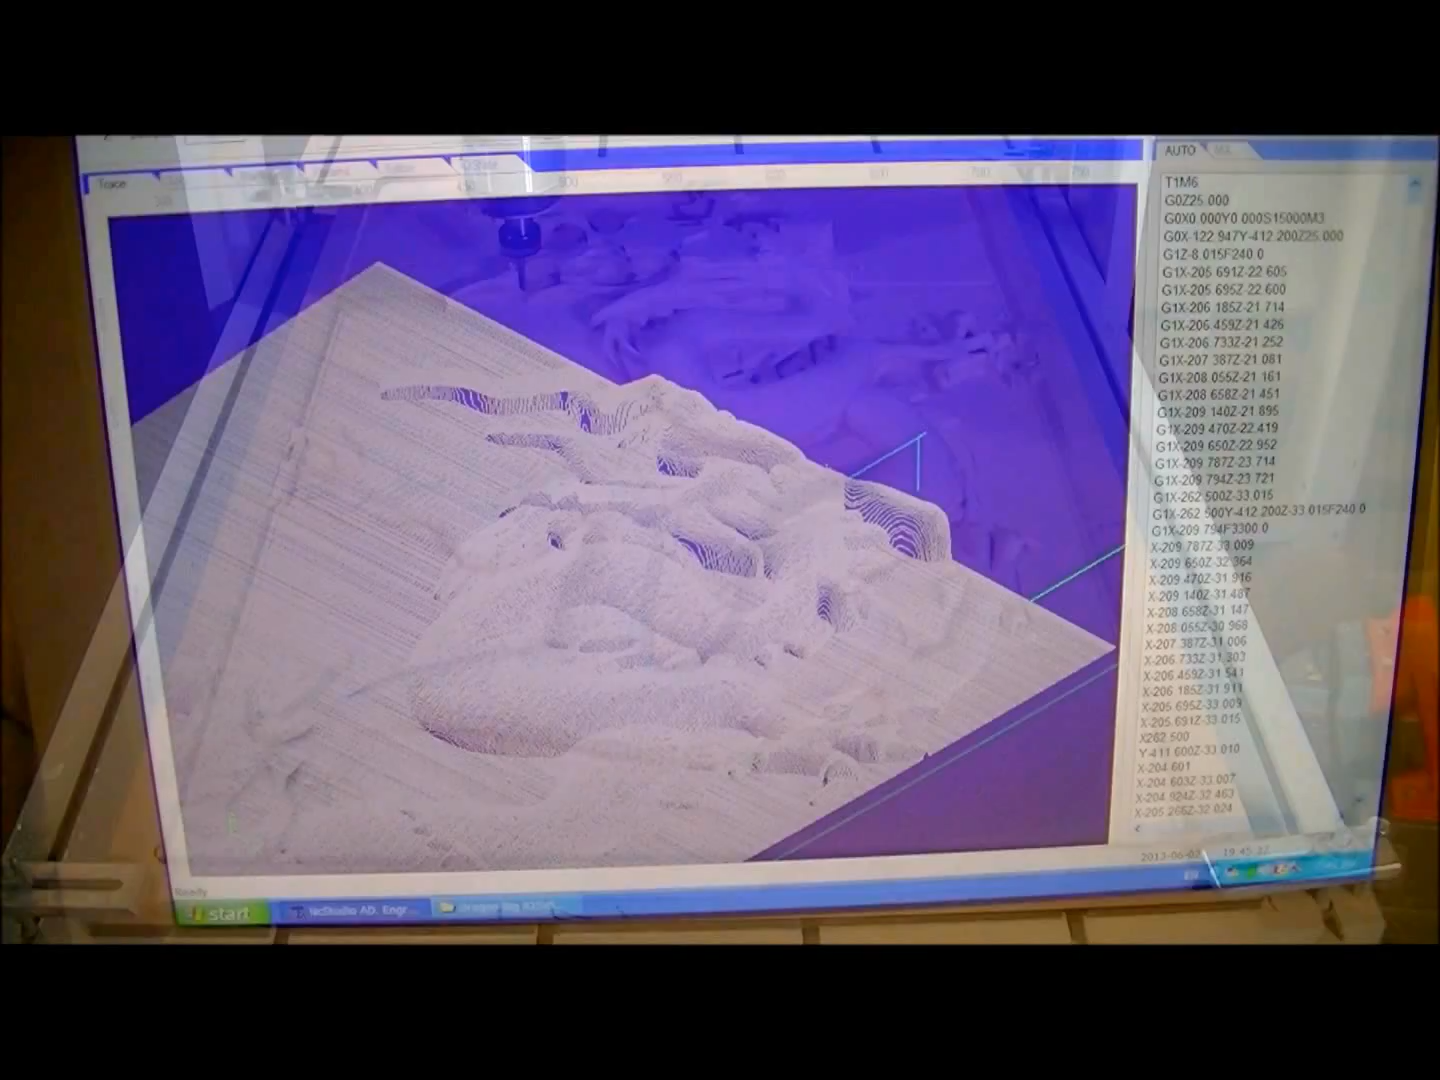 Trace
AUTO
T1M6
G0Z25.000
G0X0.000Y0.000S15000M3
G0X-122.947Y-412.200Z25.000
G1Z-8.015F240.0
G1X-205.691Z-22.605
G1X-205.695Z-22.600
G1X-206.185Z-21.714
G1X-206.459Z-21.426
G1X-206.733Z-21.252
G1X-207.387Z-21.081
G1X-208.055Z-21.161
G1X-208.658Z-21.451
G1X-209.140Z-21.895
G1X-209.470Z-22.419
G1X-209.650Z-22.952
G1X-209.787Z-23.714
G1X-209.794Z-23.721
G1X-262.500Z-33.015
G1X-262.500Y-412.200Z-33.015F240.0
G1X-209.794F3300.0
X-209.787Z-33.009
X-209.650Z-32.364
X-209.470Z-31.916
X-209.140Z-31.487
X-208.658Z-31.147
X-208.055Z-30.968
X-207.387Z-31.006
X-206.733Z-31.303
X-206.459Z-31.541
X-206.185Z-31.911
X-205.695Z-33.009
X-205.691Z-33.015
X262.500
Y-411.600Z-33.010
X-204.601
X-204.603Z-33.007
X-204.924Z-32.463
X-205.266Z-32.024
Ready
start
NcStudio AD. Engr...